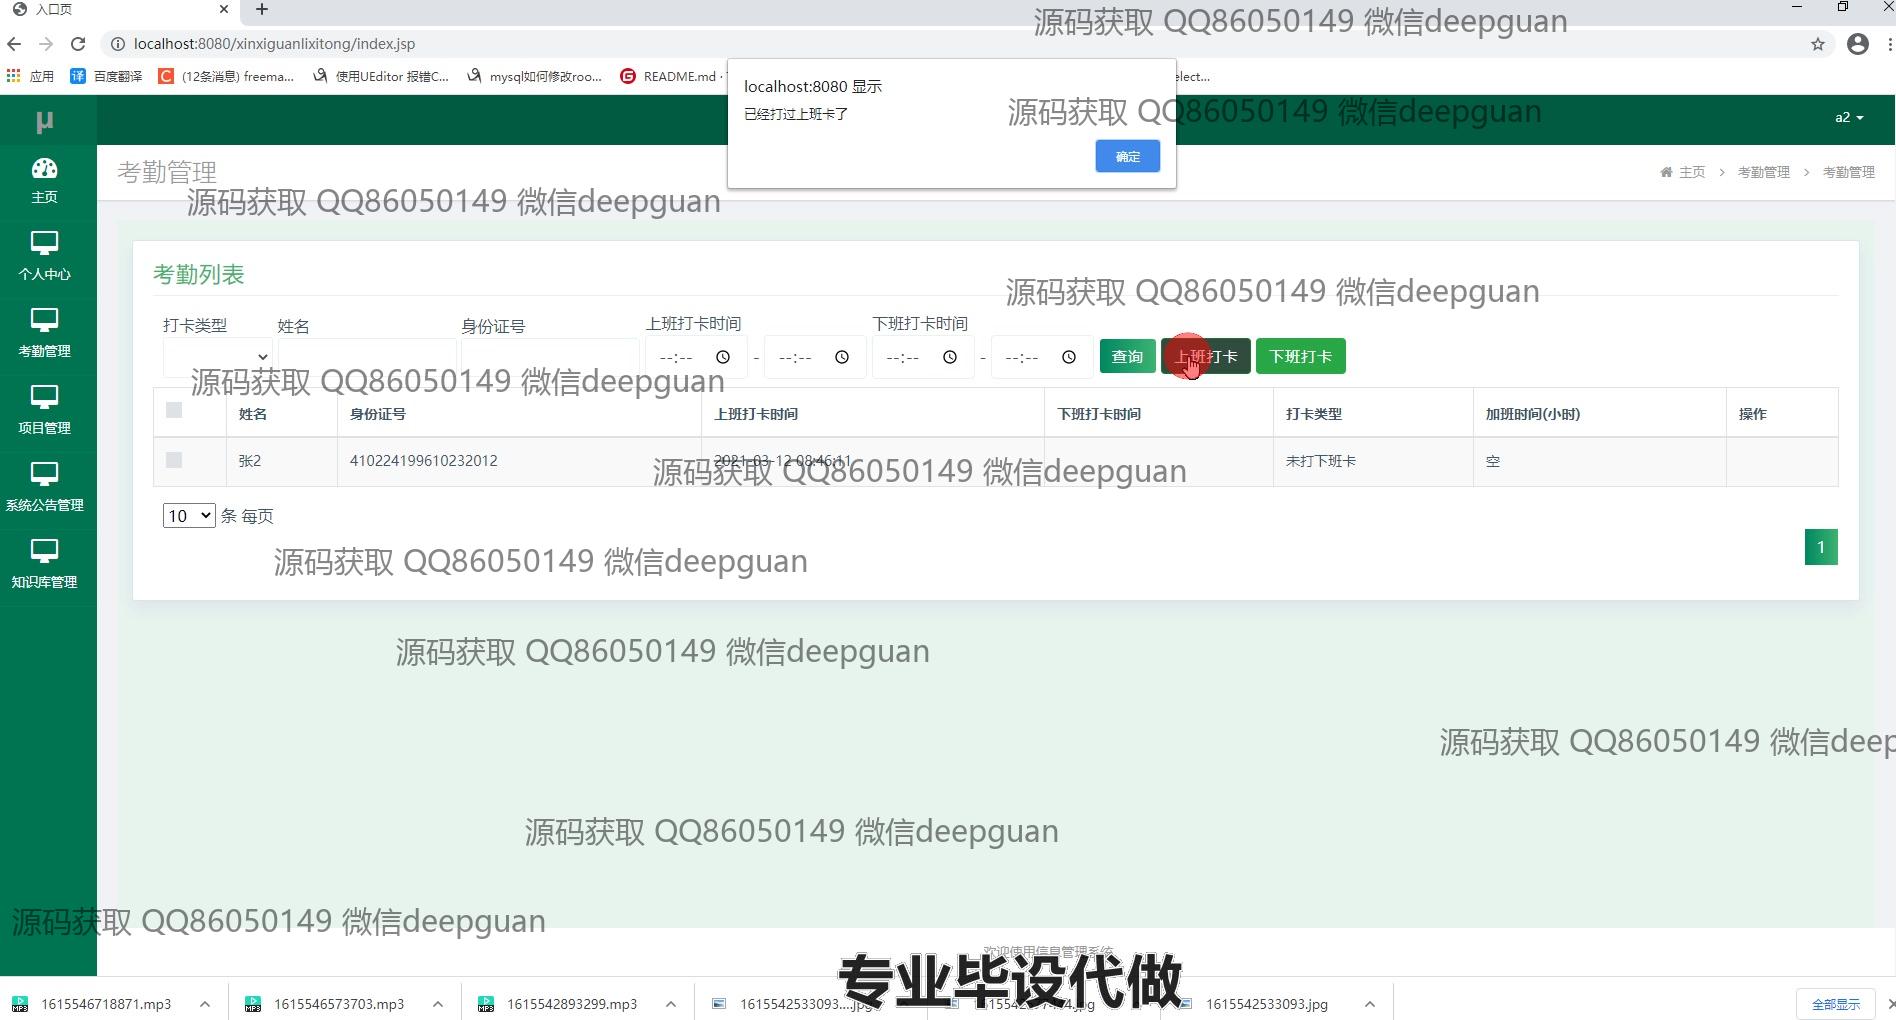 入口页
源码获取 QQ86050149 微信deepguan
localhost:8080/xinxiguanlixitong/index.jsp
应用
译 百度翻译
C (12条消息) freema...
使用UEditor 报错C...
mysql如何修改roo...
G README.md ·
elect...
localhost:8080 显示
已经打过上班卡了
确定
源码获取 QQ86050149 微信deepguan
μ
a2
考勤管理
主页 > 考勤管理 > 考勤管理
源码获取 QQ86050149 微信deepguan
主页
个人中心
考勤管理
项目管理
系统公告管理
知识库管理
考勤列表
源码获取 QQ86050149 微信deepguan
打卡类型 姓名 身份证号 上班打卡时间 下班打卡时间
--:-- - --:-- --:-- - --:-- 查询 上班打卡 下班打卡
源码获取 QQ86050149 微信deepguan
姓名 身份证号 上班打卡时间 下班打卡时间 打卡类型 加班时间(小时) 操作
张2 410224199610232012 2021-03-12 08:46:11 未打下班卡 空
源码获取 QQ86050149 微信deepguan
10 条 每页
1
源码获取 QQ86050149 微信deepguan
源码获取 QQ86050149 微信deepguan
源码获取 QQ86050149 微信deep
源码获取 QQ86050149 微信deepguan
源码获取 QQ86050149 微信deepguan
欢迎使用信息管理系统
专业毕设代做
1615546718871.mp3
1615546573703.mp3
1615542893299.mp3
1615542533093....jpg
1615542533093.jpg
全部显示